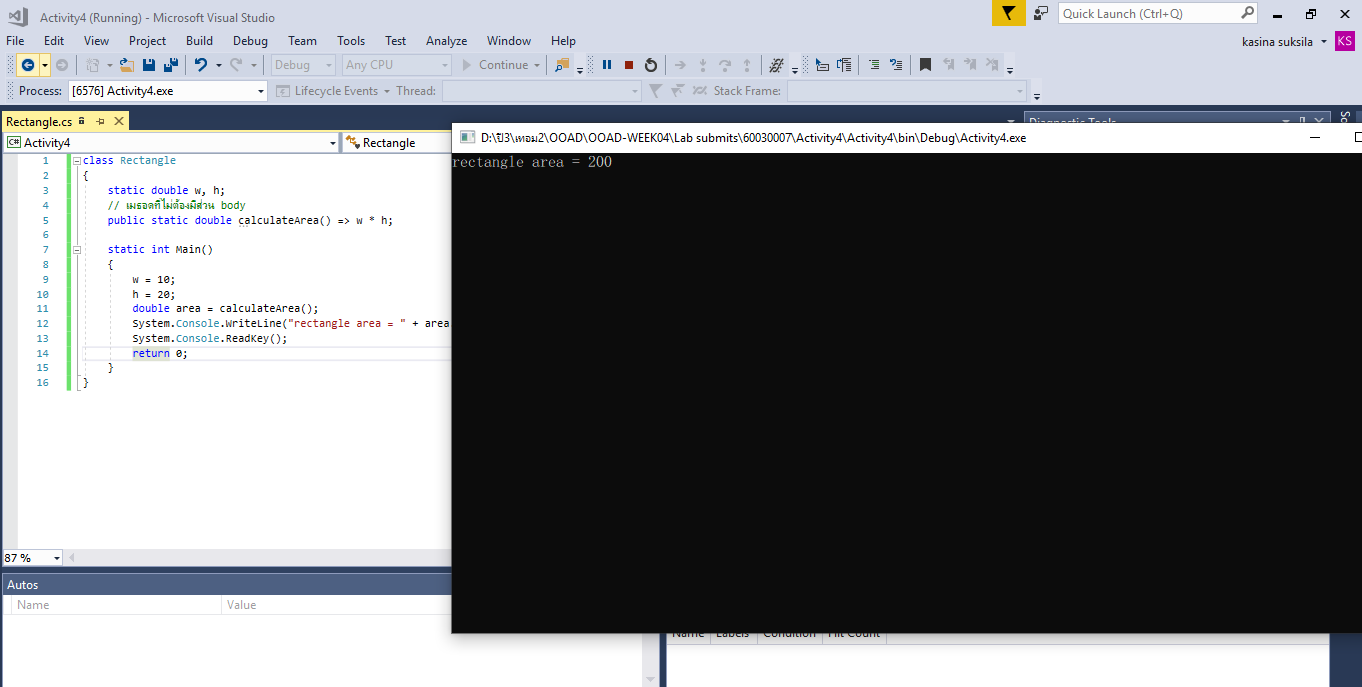 Activity4 (Running) - Microsoft Visual Studio
Quick Launch (Ctrl+Q)
File Edit View Project Build Debug Team Tools Test Analyze Window Help
kasina suksila KS
Debug Any CPU Continue
Process: [6576] Activity4.exe Lifecycle Events Thread: Stack Frame:
Rectangle.cs
Diagnostic Tools
C# Activity4 Rectangle
D:\ปี3\เทอม2\OOAD\OOAD-WEEK04\Lab submits\60030007\Activity4\Activity4\bin\Debug\Activity4.exe
rectangle area = 200
1 class Rectangle
2 {
3 static double w, h;
4 // เมธอดที่ไม่ต้องมีส่วน body
5 public static double calculateArea() => w * h;
6
7 static int Main()
8 {
9 w = 10;
10 h = 20;
11 double area = calculateArea();
12 System.Console.WriteLine("rectangle area = " + area
13 System.Console.ReadKey();
14 return 0;
15 }
16 }
87 %
Autos
Name Value
Name Labels Condition Hit Count